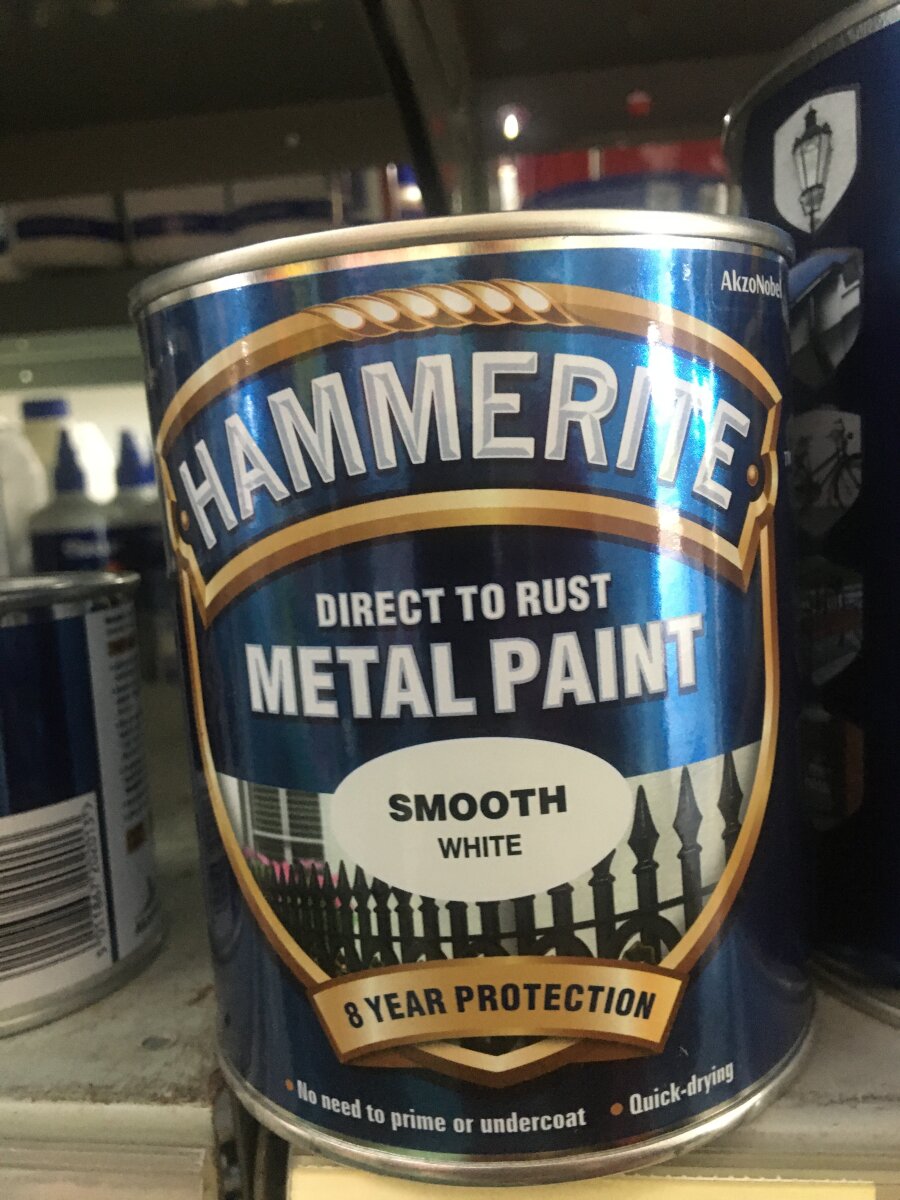 AkzoNobel
HAMMERITE
DIRECT TO RUST
METAL PAINT
SMOOTH
WHITE
8 YEAR PROTECTION
• No need to prime or undercoat • Quick-drying